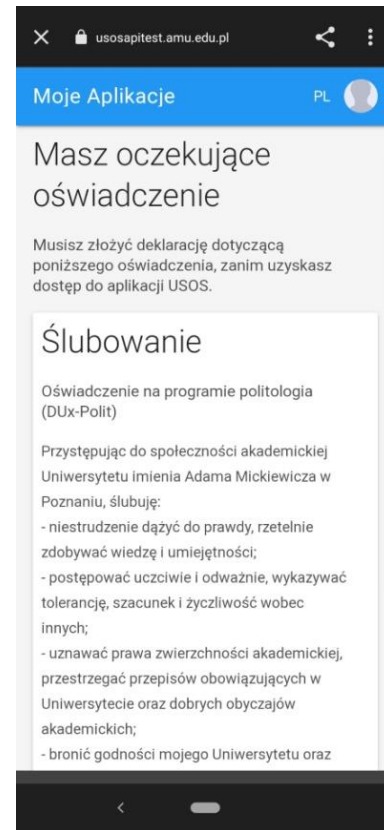 usosapitest.amu.edu.pl
Moje Aplikacje PL
Masz oczekujące
oświadczenie
Musisz złożyć deklarację dotyczącą
poniższego oświadczenia, zanim uzyskasz
dostęp do aplikacji USOS.
Ślubowanie
Oświadczenie na programie politologia
(DUx-Polit)
Przystępując do społeczności akademickiej
Uniwersytetu imienia Adama Mickiewicza w
Poznaniu, ślubuję:
- niestrudzenie dążyć do prawdy, rzetelnie
zdobywać wiedzę i umiejętności;
- postępować uczciwie i odważnie, wykazywać
tolerancję, szacunek i życzliwość wobec
innych;
- uznawać prawa zwierzchności akademickiej,
przestrzegać przepisów obowiązujących w
Uniwersytecie oraz dobrych obyczajów
akademickich;
- bronić godności mojego Uniwersytetu oraz